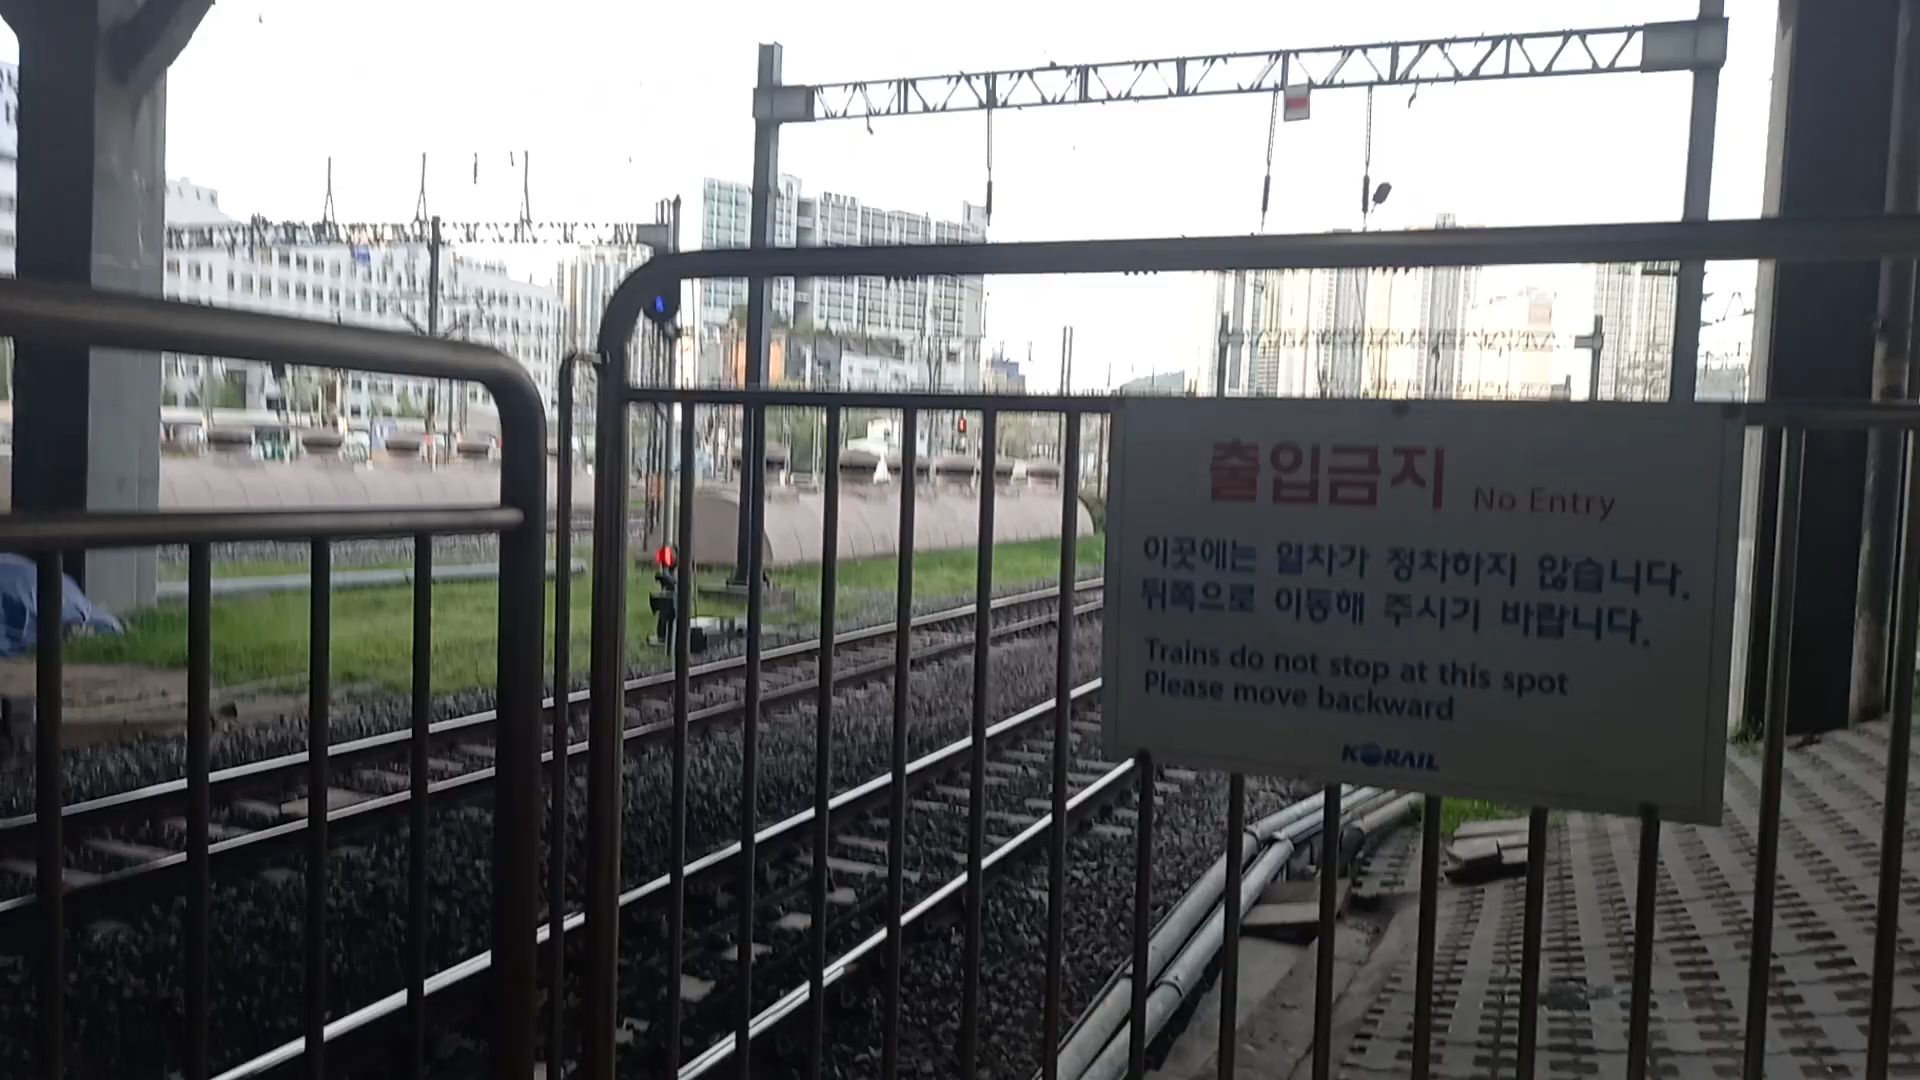 출입금지 No Entry
이곳에는 열차가 정차하지 않습니다.
뒤쪽으로 이동해 주시기 바랍니다.
Trains do not stop at this spot
Please move backward
KORAIL